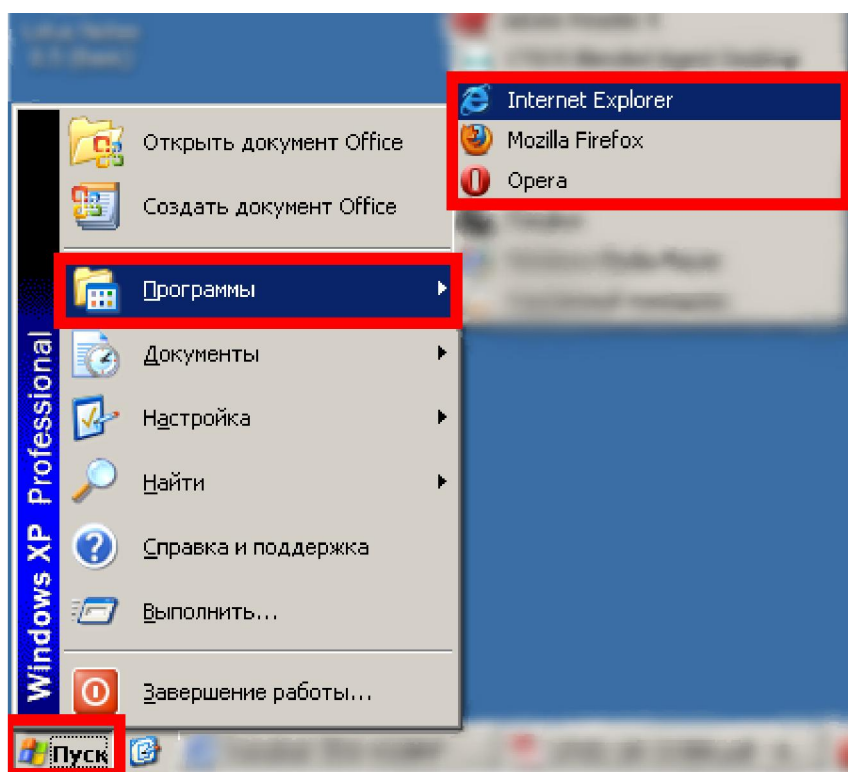 Internet Explorer
Mozilla Firefox
Opera
Открыть документ Office
Создать документ Office
Программы
Документы
Настройка
Найти
Справка и поддержка
Выполнить...
Завершение работы...
Windows XP Professional
Пуск